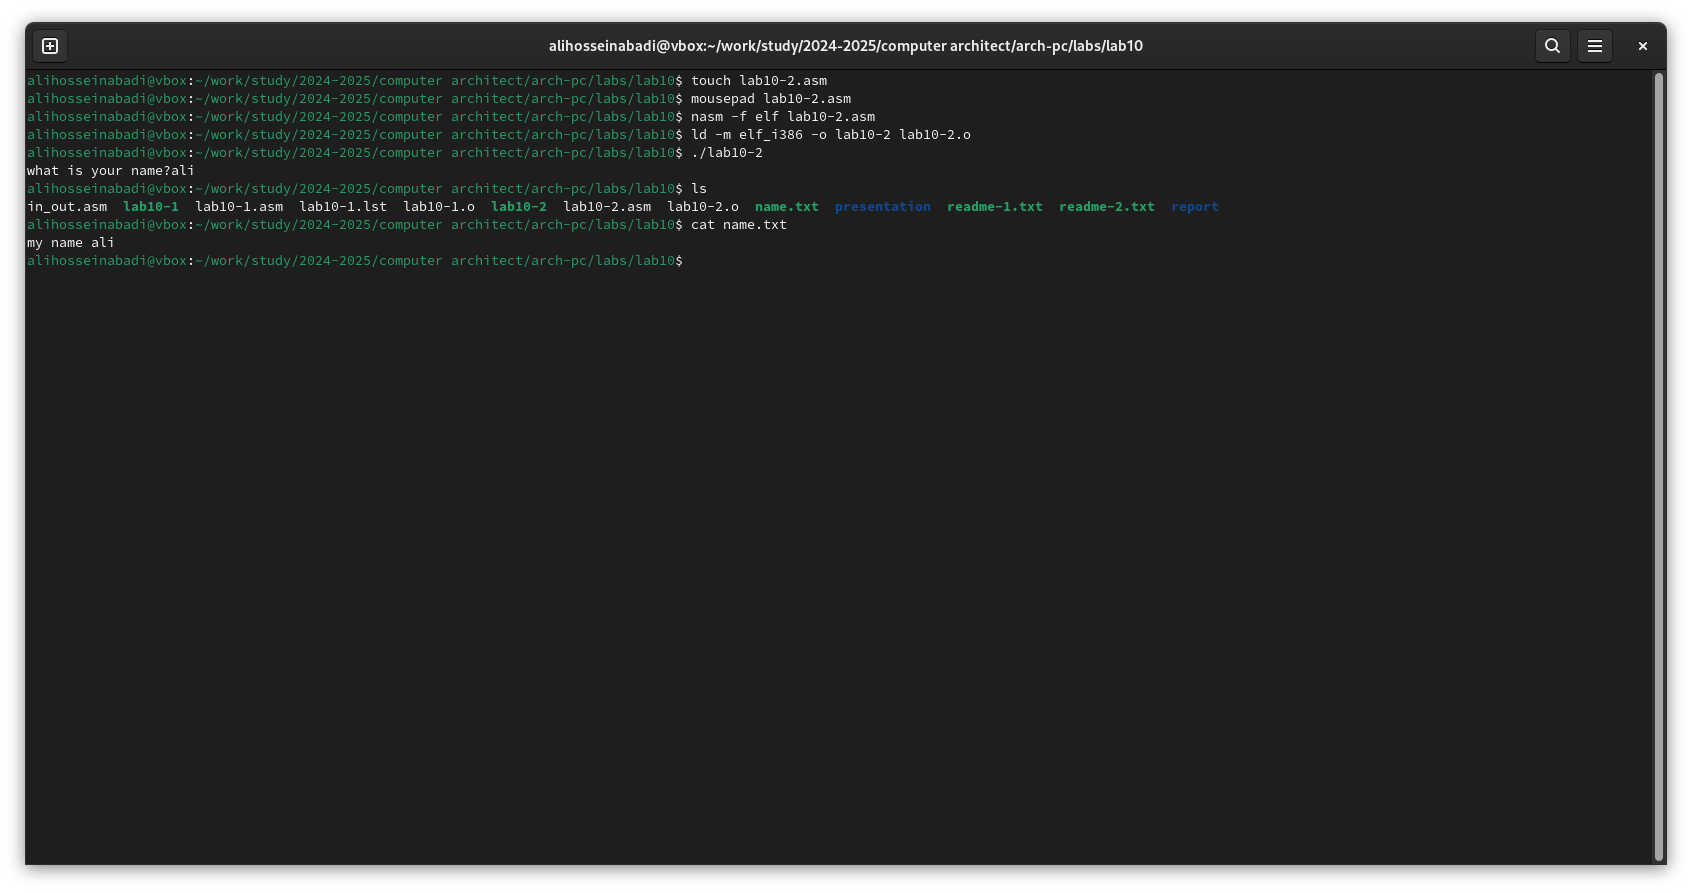 alihosseinabadi@vbox:~/work/study/2024-2025/computer architect/arch-pc/labs/lab10
alihosseinabadi@vbox:~/work/study/2024-2025/computer architect/arch-pc/labs/lab10$ touch lab10-2.asm
alihosseinabadi@vbox:~/work/study/2024-2025/computer architect/arch-pc/labs/lab10$ mousepad lab10-2.asm
alihosseinabadi@vbox:~/work/study/2024-2025/computer architect/arch-pc/labs/lab10$ nasm -f elf lab10-2.asm
alihosseinabadi@vbox:~/work/study/2024-2025/computer architect/arch-pc/labs/lab10$ ld -m elf_i386 -o lab10-2 lab10-2.o
alihosseinabadi@vbox:~/work/study/2024-2025/computer architect/arch-pc/labs/lab10$ ./lab10-2
what is your name?ali
alihosseinabadi@vbox:~/work/study/2024-2025/computer architect/arch-pc/labs/lab10$ ls
in_out.asm  lab10-1  lab10-1.asm  lab10-1.lst  lab10-1.o  lab10-2  lab10-2.asm  lab10-2.o  name.txt  presentation  readme-1.txt  readme-2.txt  report
alihosseinabadi@vbox:~/work/study/2024-2025/computer architect/arch-pc/labs/lab10$ cat name.txt
my name ali
alihosseinabadi@vbox:~/work/study/2024-2025/computer architect/arch-pc/labs/lab10$